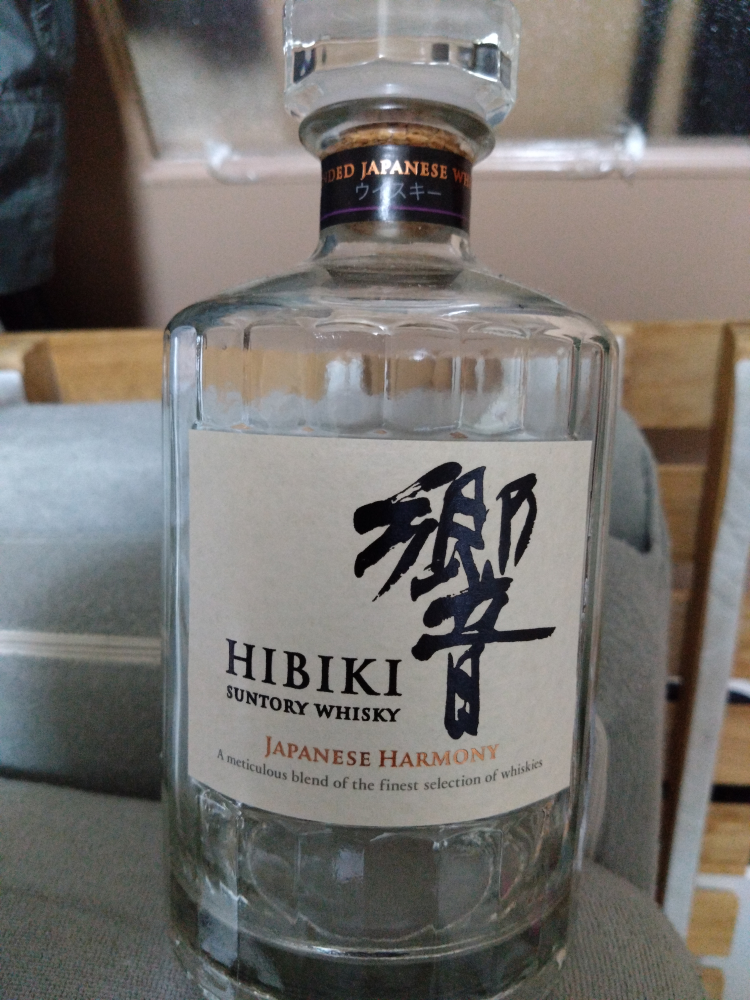 JAPANESE
ウイスキー
響
HIBIKI
SUNTORY WHISKY
JAPANESE HARMONY
A meticulous blend of the finest selection of whiskies